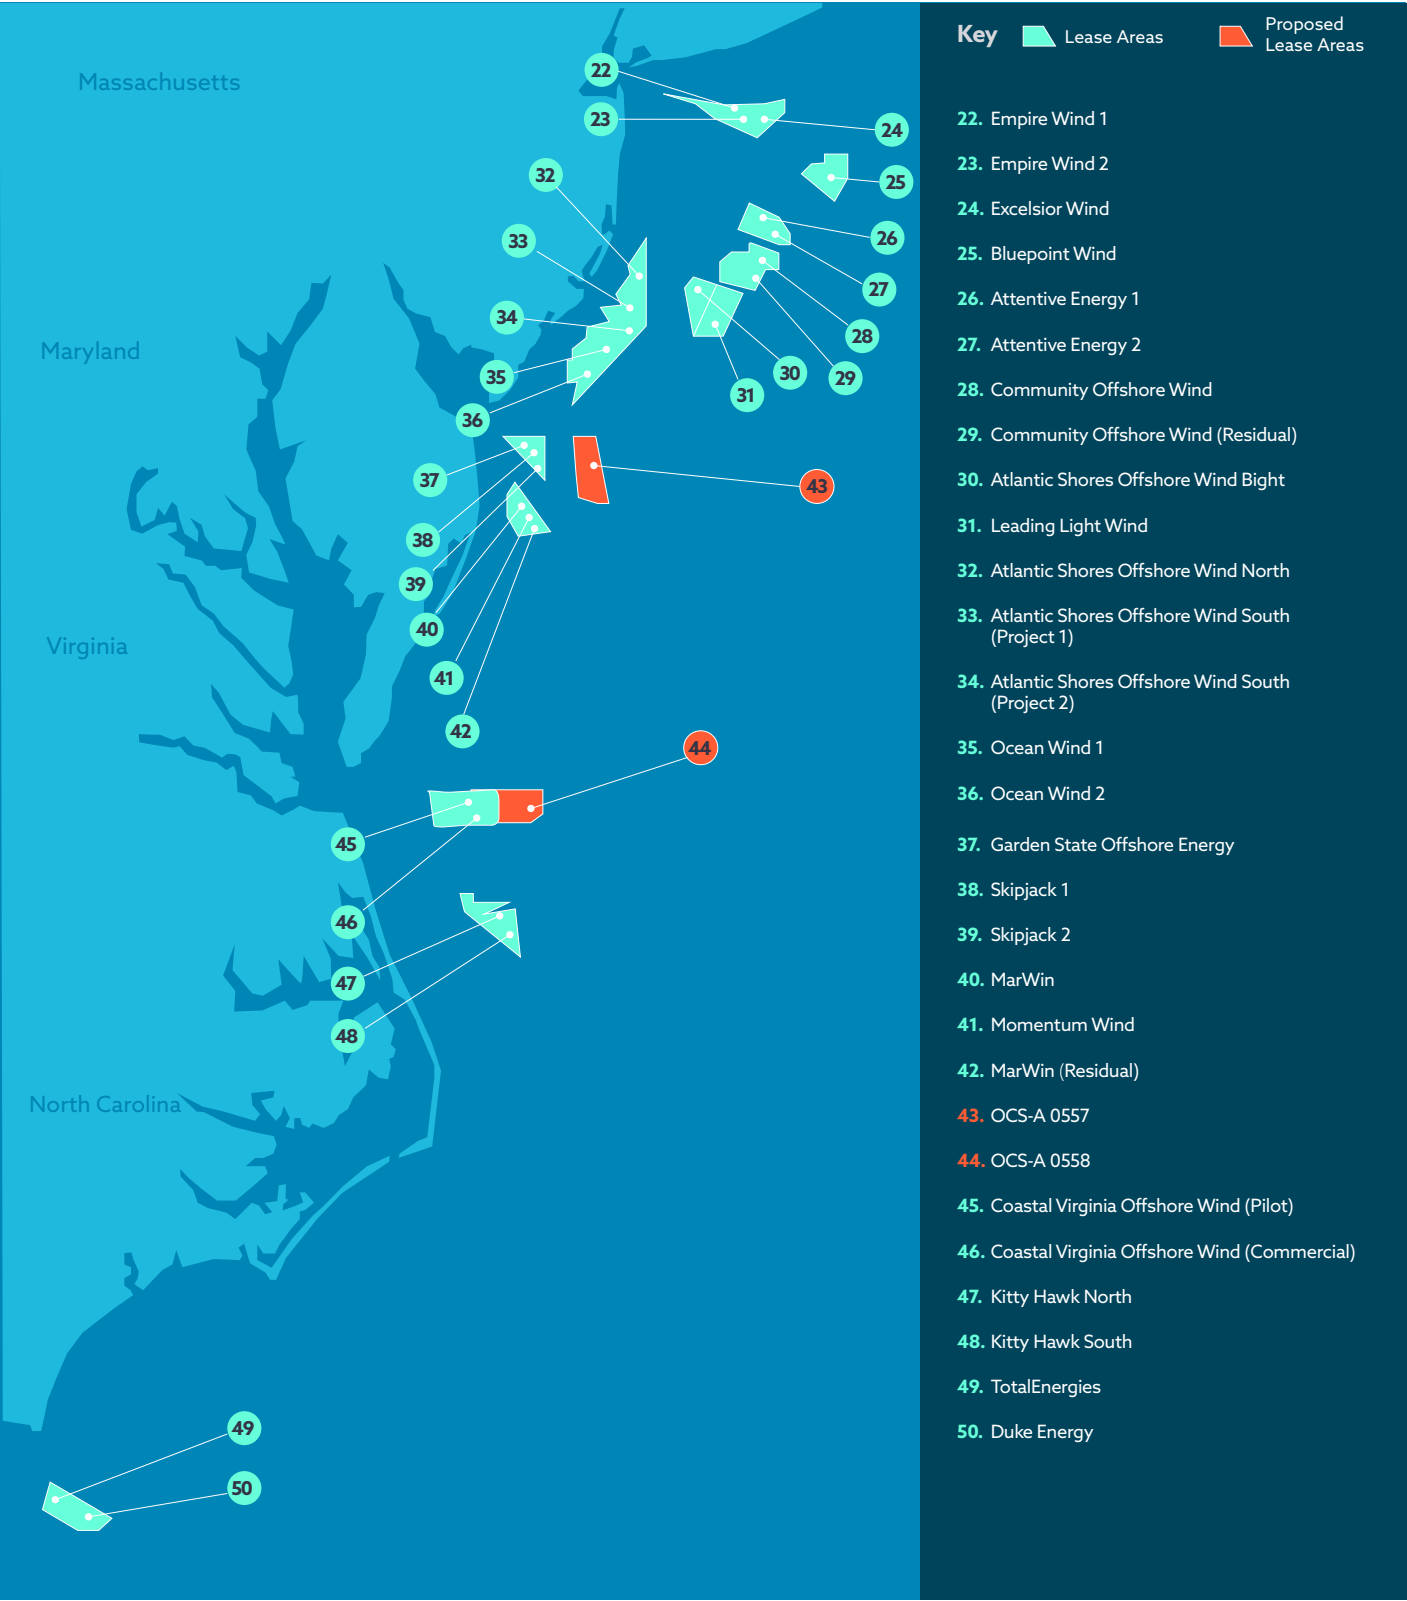 Massachusetts
Maryland
Virginia
North Carolina
22
23
24
25
32
33
26
27
34
28
35
30
29
31
36
37
43
38
39
40
41
42
44
45
46
47
48
49
50
Key
Lease Areas
Proposed
Lease Areas
22. Empire Wind 1
23. Empire Wind 2
24. Excelsior Wind
25. Bluepoint Wind
26. Attentive Energy 1
27. Attentive Energy 2
28. Community Offshore Wind
29. Community Offshore Wind (Residual)
30. Atlantic Shores Offshore Wind Bight
31. Leading Light Wind
32. Atlantic Shores Offshore Wind North
33. Atlantic Shores Offshore Wind South
(Project 1)
34. Atlantic Shores Offshore Wind South
(Project 2)
35. Ocean Wind 1
36. Ocean Wind 2
37. Garden State Offshore Energy
38. Skipjack 1
39. Skipjack 2
40. MarWin
41. Momentum Wind
42. MarWin (Residual)
43. OCS-A 0557
44. OCS-A 0558
45. Coastal Virginia Offshore Wind (Pilot)
46. Coastal Virginia Offshore Wind (Commercial)
47. Kitty Hawk North
48. Kitty Hawk South
49. TotalEnergies
50. Duke Energy